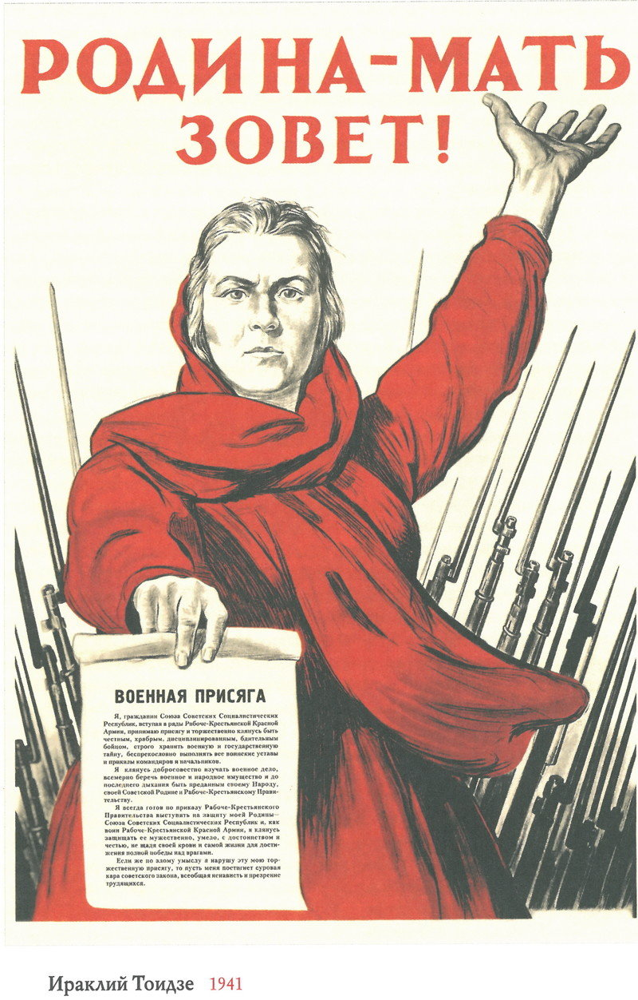 РОДИНА-МАТЬ
ЗОВЕТ!
ВОЕННАЯ ПРИСЯГА
Я, гражданин Союза Советских Социалистических
Республик, вступая в ряды Рабоче-Крестьянской Красной
Армии, принимаю присягу и торжественно клянусь быть
честным, храбрым, дисциплинированным, бдительным
бойцом, строго хранить военную и государственную
тайну, беспрекословно выполнять все воинские уставы
и приказы командиров и начальников.
Я клянусь добросовестно изучать военное дело,
всемерно беречь военное и народное имущество и до
последнего дыхания быть преданным своему Народу,
своей Советской Родине и Рабоче-Крестьянскому Прави-
тельству.
Я всегда готов по приказу Рабоче-Крестьянского
Правительства выступить на защиту моей Родины—
Союза Советских Социалистических Республик и, как
воин Рабоче-Крестьянской Красной Армии, я клянусь
защищать ее мужественно, умело, с достоинством и
честью, не щадя своей крови и самой жизни для дости-
жения полной победы над врагами.
Если же по злому умыслу я нарушу эту мою тор-
жественную присягу, то пусть меня постигнет суровая
кара советского закона, всеобщая ненависть и презрение
трудящихся.
Ираклий Тоидзе 1941